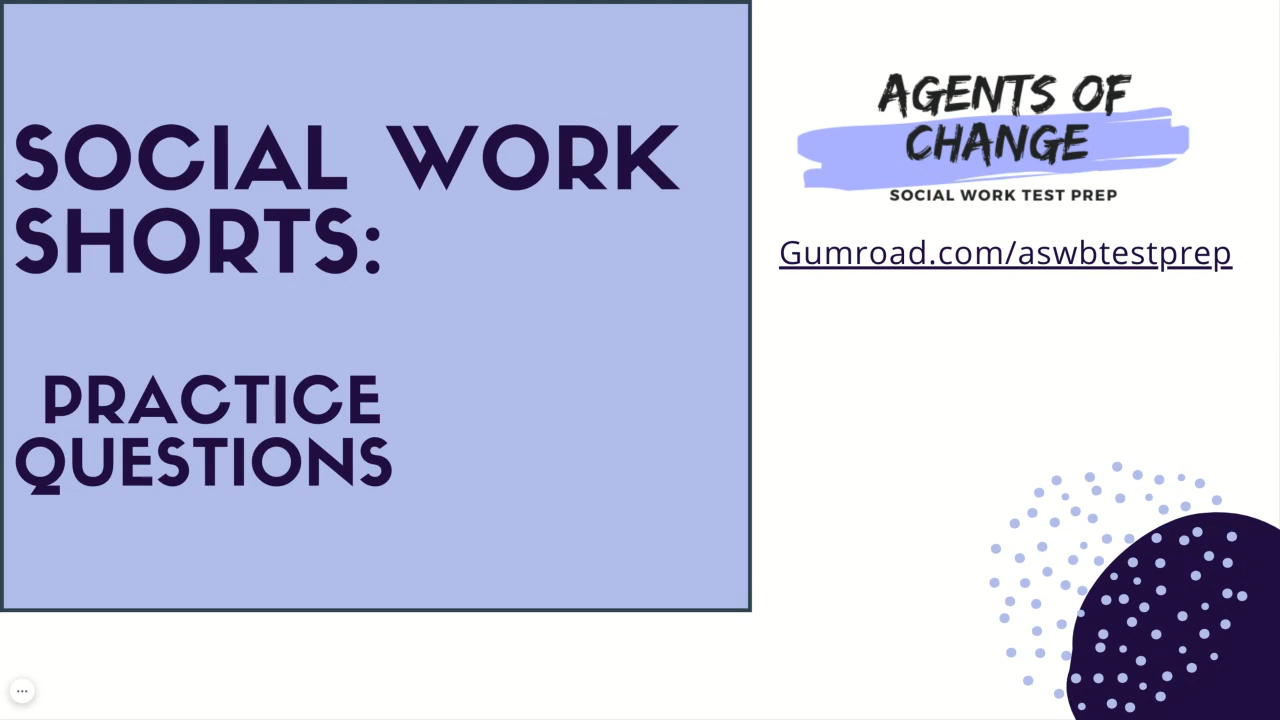 SOCIAL WORK
SHORTS:
PRACTICE
QUESTIONS
AGENTS OF
CHANGE
SOCIAL WORK TEST PREP
Gumroad.com/aswbtestprep